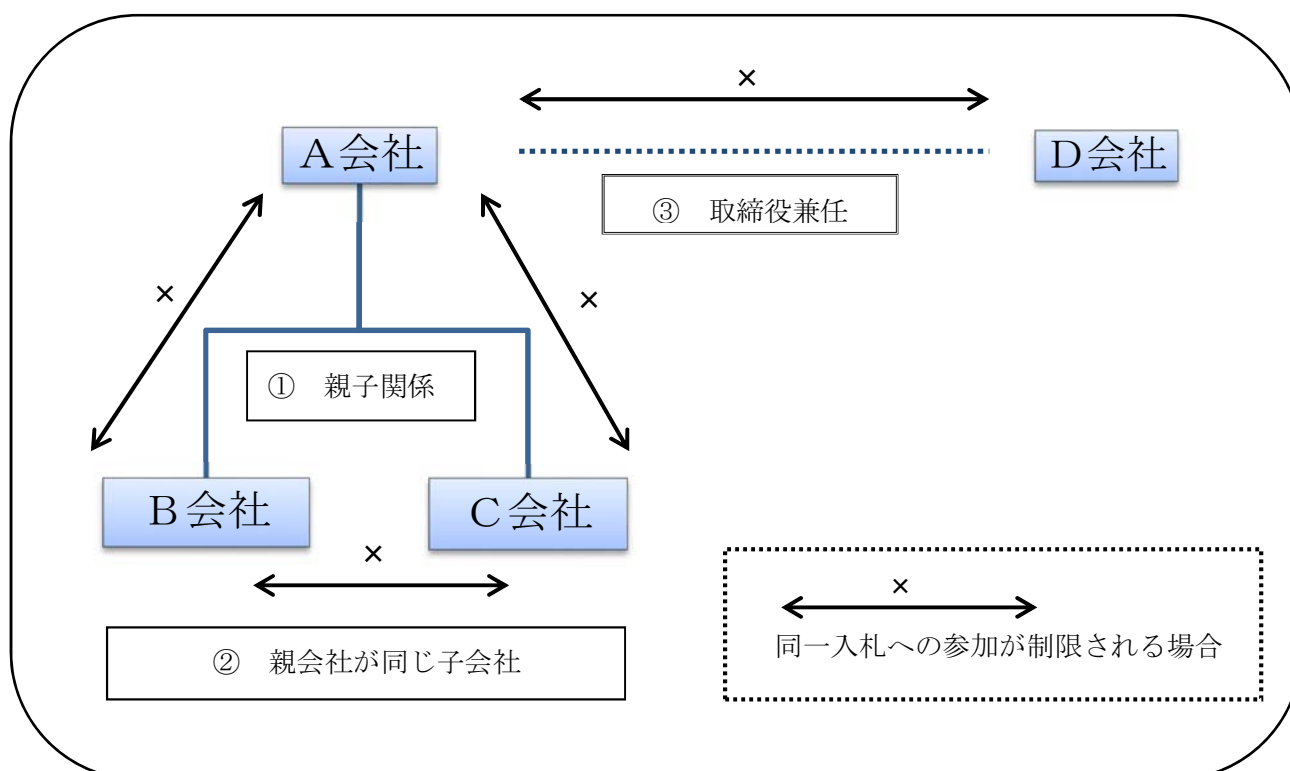 ×
Ａ会社
Ｄ会社
③　取締役兼任
×
×
①　親子関係
Ｂ会社
Ｃ会社
×
②　親会社が同じ子会社
×
同一入札への参加が制限される場合